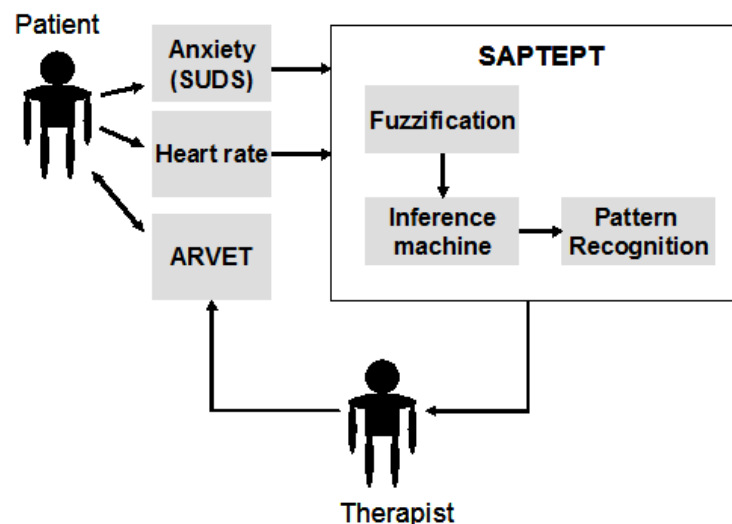 Patient
Anxiety
(SUDS)
Heart rate
ARVET
SAPTEPT
Fuzzification
Inference
machine
Pattern
Recognition
Therapist